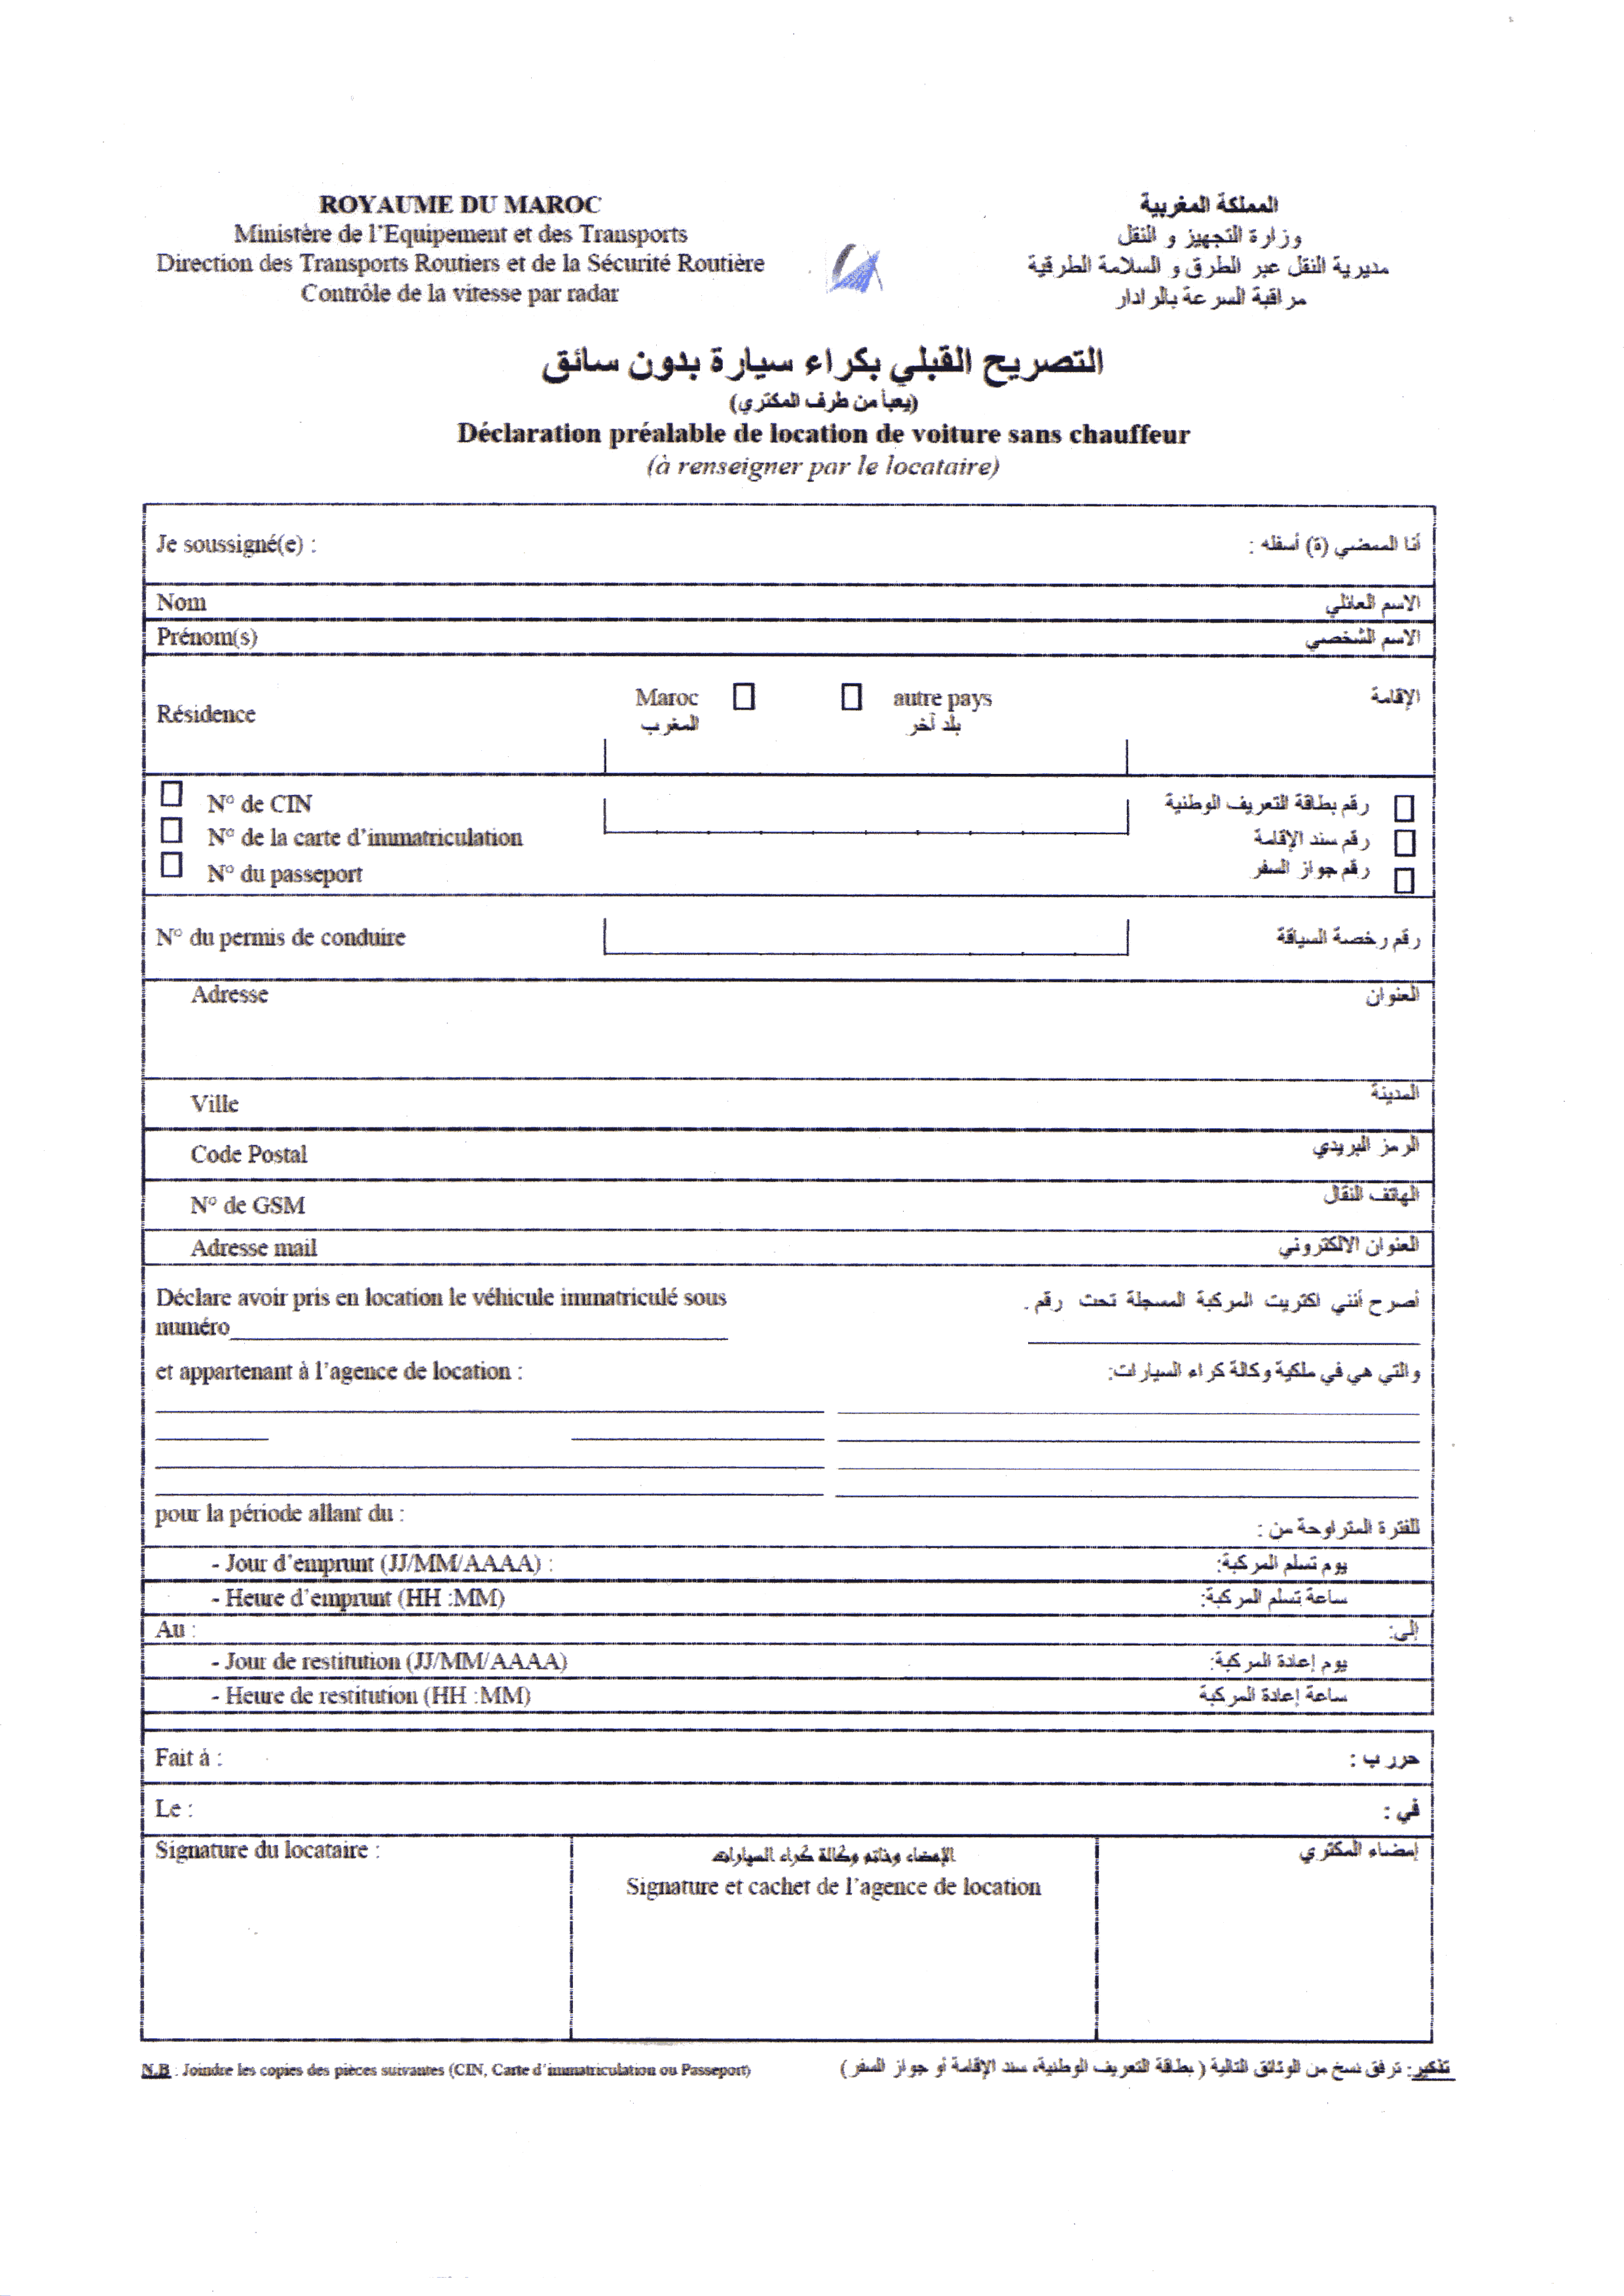 ROYAUME DU MAROC
Ministère de l'Equipement et des Transports
Direction des Transports Routiers et de la Sécurité Routière
Contrôle de la vitesse par radar
المملكة المغربية
وزارة التجهيز و النقل
مديرية النقل عبر الطرق و السلامة الطرقية
مراقبة السرعة بالرادار
التصريح القبلي بكراء سيارة بدون سائق
(يعبأ من طرف المكتري)
Déclaration préalable de location de voiture sans chauffeur
(à renseigner par le locataire)
Je soussigné(e) : أنا الممضي (ة) أسفله :
Nom الاسم العائلي
Prénom(s) الاسم الشخصي
Résidence Maroc autre pays الإقامة
المغرب بلد آخر
N° de CIN رقم بطاقة التعريف الوطنية
N° de la carte d'immatriculation رقم سند الإقامة
N° du passeport رقم جواز السفر
N° du permis de conduire رقم رخصة السياقة
Adresse العنوان
Ville المدينة
Code Postal الرمز البريدي
N° de GSM الهاتف النقال
Adresse mail العنوان الالكتروني
Déclare avoir pris en location le véhicule immatriculé sous أصرح أنني اكتريت المركبة المسجلة تحت رقم .
numéro
et appartenant à l'agence de location : والتي هي في ملكية وكالة كراء السيارات:
pour la période allant du : للفترة المتراوحة من :
- Jour d'emprunt (JJ/MM/AAAA) : يوم تسلم المركبة:
- Heure d'emprunt (HH :MM) ساعة تسلم المركبة:
Au : إلى:
- Jour de restitution (JJ/MM/AAAA) يوم إعادة المركبة:
- Heure de restitution (HH :MM) ساعة إعادة المركبة
Fait à : حرر ب :
Le : في :
Signature du locataire : الإمضاء وخاتم وكالة كراء السيارات إمضاء المكتري
Signature et cachet de l'agence de location
N.B : Joindre les copies des pièces suivantes (CIN, Carte d'immatriculation ou Passeport) تذكير: ترفق نسخ من الوثائق التالية ( بطاقة التعريف الوطنية، سند الإقامة أو جواز السفر )